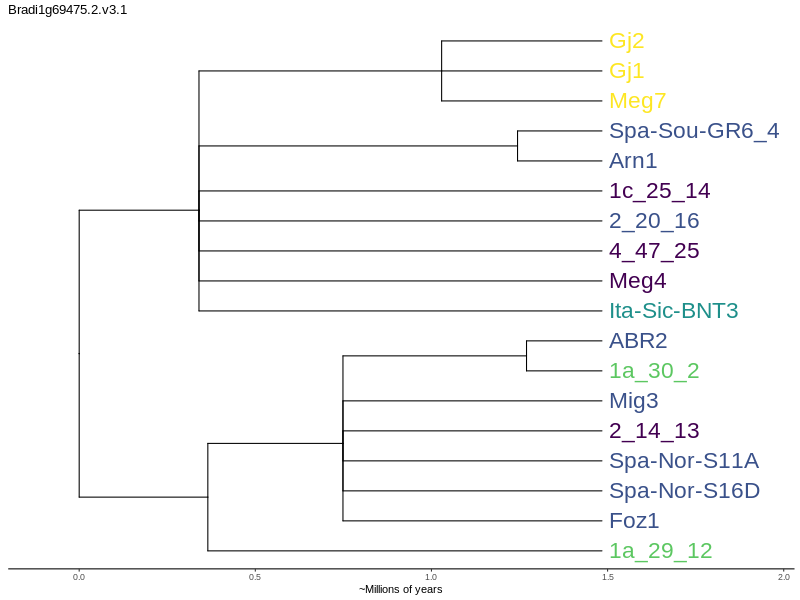 Bradi1g69475.2.v3.1
Gj2
Gj1
Meg7
Spa-Sou-GR6_4
Arn1
1c_25_14
2_20_16
4_47_25
Meg4
Ita-Sic-BNT3
ABR2
1a_30_2
Mig3
2_14_13
Spa-Nor-S11A
Spa-Nor-S16D
Foz1
1a_29_12
0.0 0.5 1.0 1.5 2.0
~Millions of years